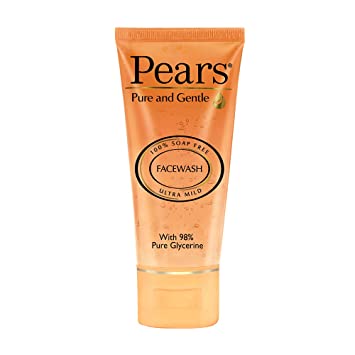 Pears®
Pure and Gentle
100% SOAP FREE
FACEWASH
ULTRA MILD
With 98%
Pure Glycerine